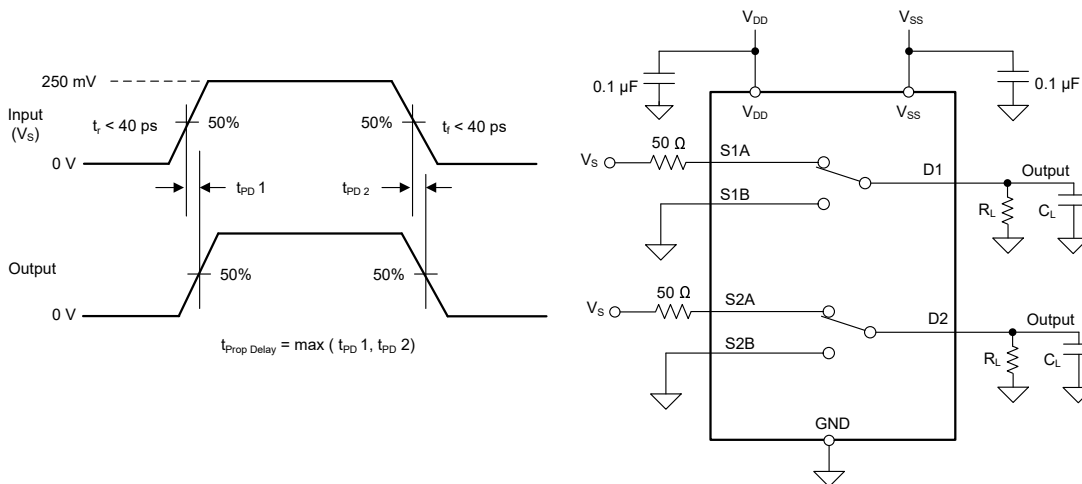 250 mV
Input
(VS)
tr < 40 ps
50%
50%
tf < 40 ps
0 V
tPD 1
tPD 2
Output
50%
50%
0 V
tProp Delay = max ( tPD 1, tPD 2)
VDD
VSS
0.1 µF
0.1 µF
VDD
VSS
VS
50 Ω
S1A
D1
Output
S1B
RL
CL
VS
50 Ω
S2A
D2
Output
S2B
RL
CL
GND